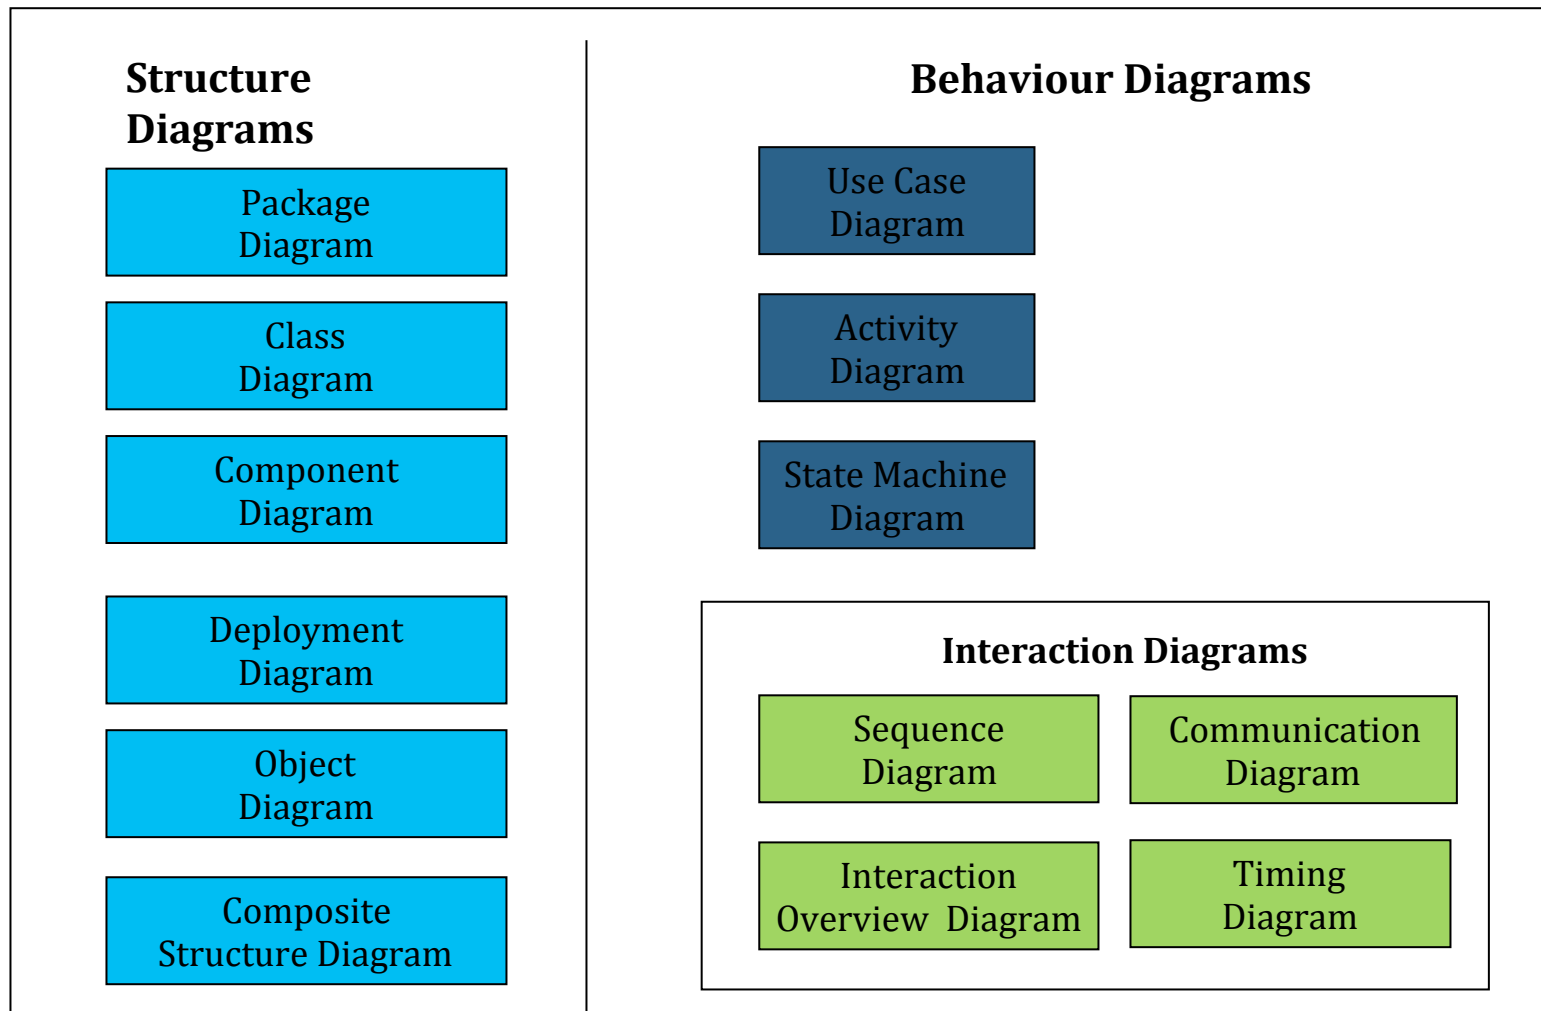 Structure
Diagrams
Package
Diagram
Class
Diagram
Component
Diagram
Deployment
Diagram
Object
Diagram
Composite
Structure Diagram
Behaviour Diagrams
Use Case
Diagram
Activity
Diagram
State Machine
Diagram
Interaction Diagrams
Sequence
Diagram
Communication
Diagram
Interaction
Overview  Diagram
Timing
Diagram